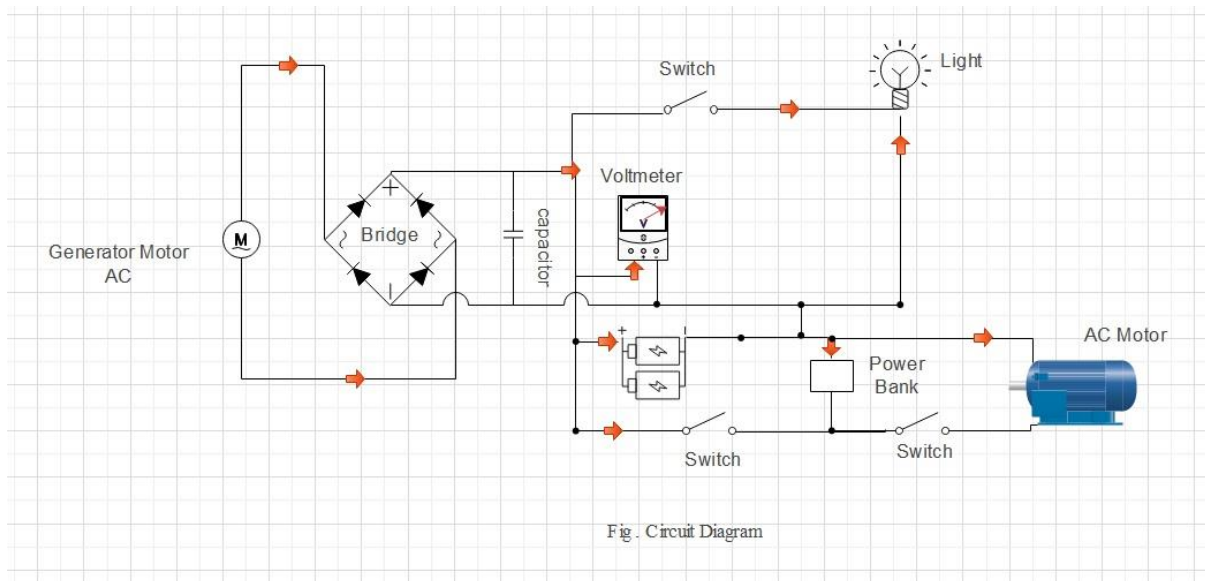 Switch
Light
Voltmeter
+
capacitor
Bridge
M
V
Generator Motor
AC
+
AC Motor
Power
Bank
Switch
Switch
Fig . Circuit Diagram